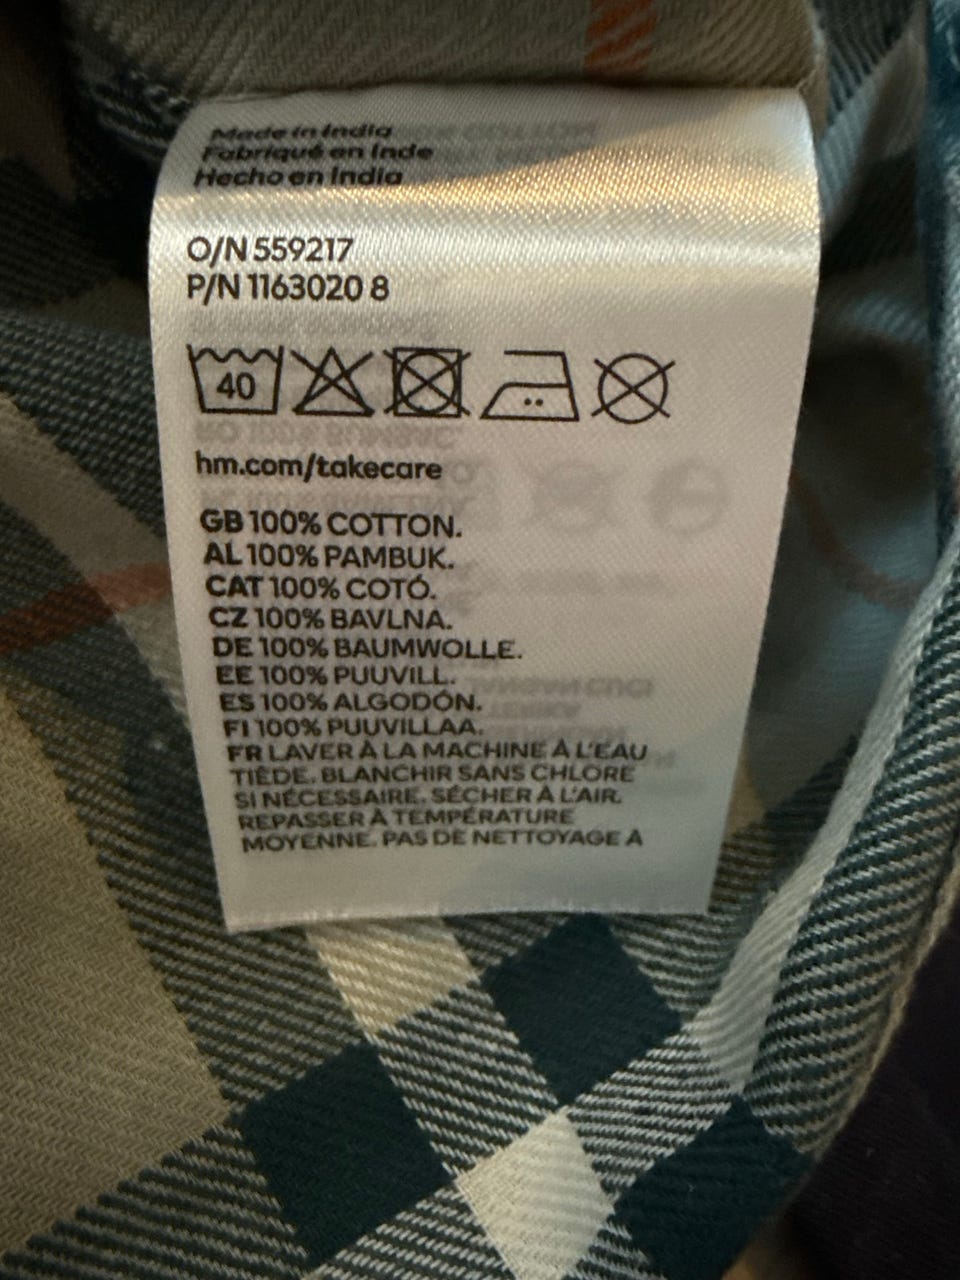 Made in India
Fabriqué en Inde
Hecho en India
O/N 559217
P/N 1163020 8
40
hm.com/takecare
GB 100% COTTON.
AL 100% PAMBUK.
CAT 100% COTÓ.
CZ 100% BAVLNA.
DE 100% BAUMWOLLE.
EE 100% PUUVILL.
ES 100% ALGODÓN.
FI 100% PUUVILLAA.
FR LAVER À LA MACHINE À L'EAU
TIÈDE. BLANCHIR SANS CHLORE
SI NÉCESSAIRE. SÉCHER À L'AIR.
REPASSER À TEMPÉRATURE
MOYENNE. PAS DE NETTOYAGE À